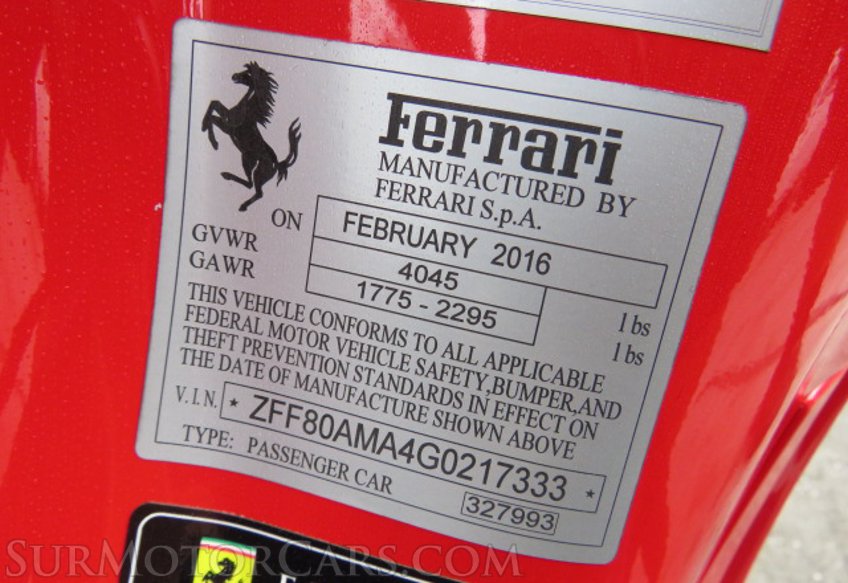 Ferrari
MANUFACTURED BY
FERRARI S.p.A.
ON FEBRUARY 2016
GVWR 4045 lbs
GAWR 1775 - 2295 lbs
THIS VEHICLE CONFORMS TO ALL APPLICABLE
FEDERAL MOTOR VEHICLE SAFETY,BUMPER,AND
THEFT PREVENTION STANDARDS IN EFFECT ON
THE DATE OF MANUFACTURE SHOWN ABOVE
V.I.N. * ZFF80AMA4G0217333 *
TYPE: PASSENGER CAR 327993
SurMotorCars.com